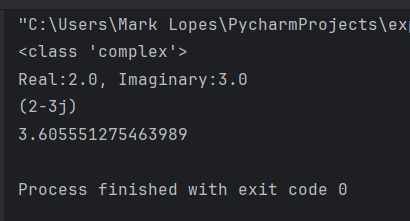 "C:\Users\Mark Lopes\PycharmProjects\exp
<class 'complex'>
Real:2.0, Imaginary:3.0
(2-3j)
3.605551275463989
Process finished with exit code 0